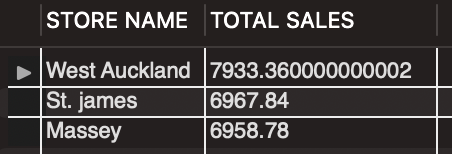 STORE NAME TOTAL SALES
West Auckland 7933.360000000002
St. james 6967.84
Massey 6958.78